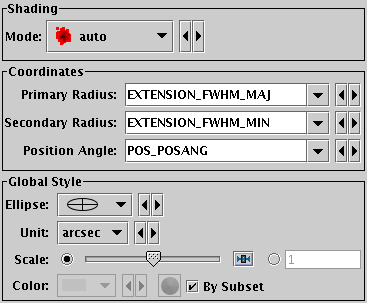 Shading
Mode: auto
Coordinates
Primary Radius: EXTENSION_FWHM_MAJ
Secondary Radius: EXTENSION_FWHM_MIN
Position Angle: POS_POSANG
Global Style
Ellipse:
Unit: arcsec
Scale: 1
Color: By Subset